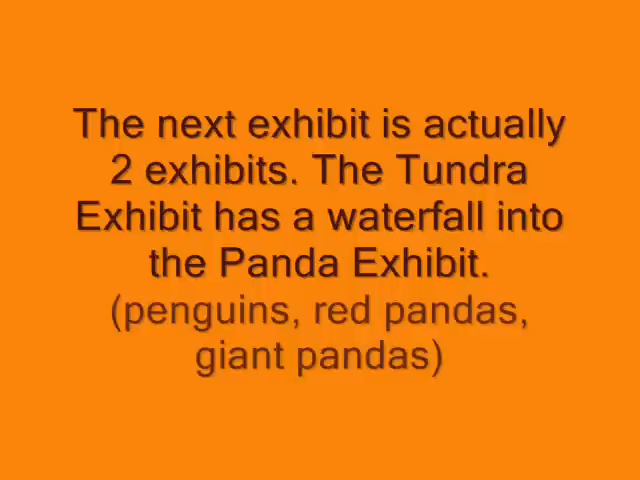 The next exhibit is actually
2 exhibits. The Tundra
Exhibit has a waterfall into
the Panda Exhibit.
(penguins, red pandas,
giant pandas)